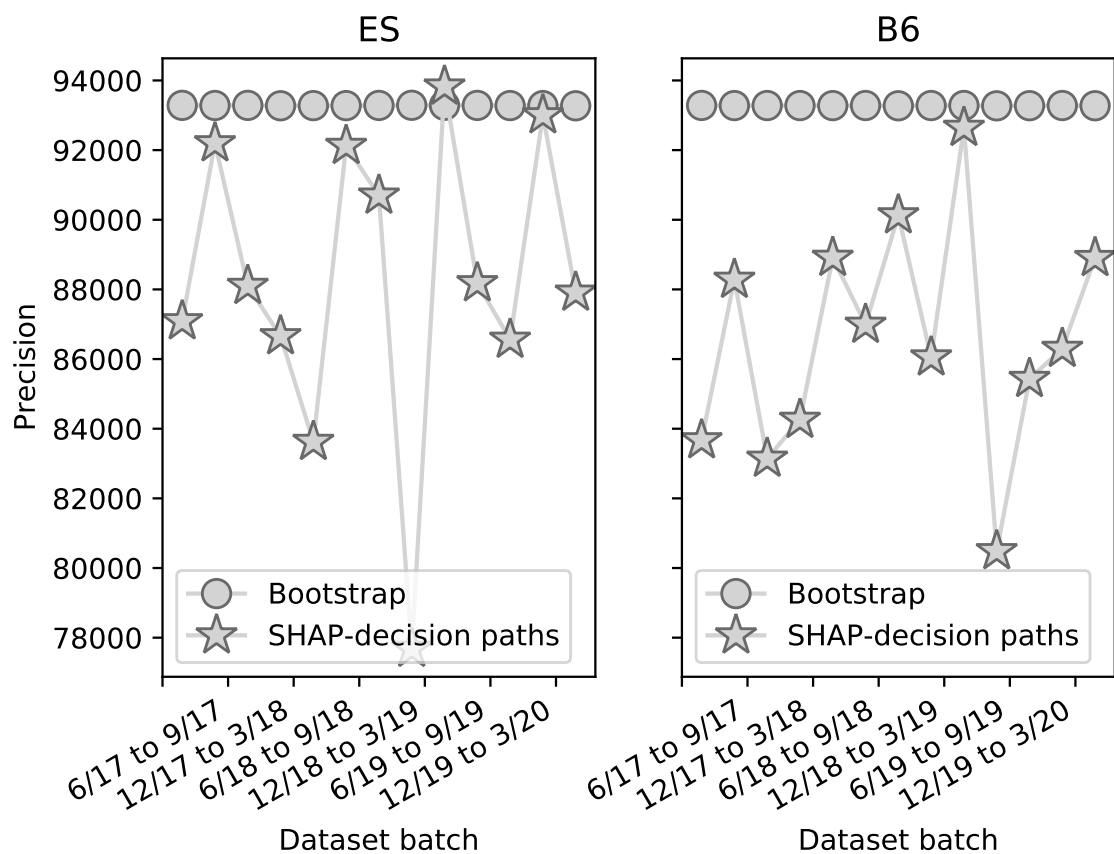 ES
B6
Precision
94000
92000
90000
88000
86000
84000
82000
80000
78000
Bootstrap
SHAP-decision paths
Bootstrap
SHAP-decision paths
6/17 to 9/17
12/17 to 3/18
6/18 to 9/18
12/18 to 3/19
6/19 to 9/19
12/19 to 3/20
6/17 to 9/17
12/17 to 3/18
6/18 to 9/18
12/18 to 3/19
6/19 to 9/19
12/19 to 3/20
Dataset batch
Dataset batch